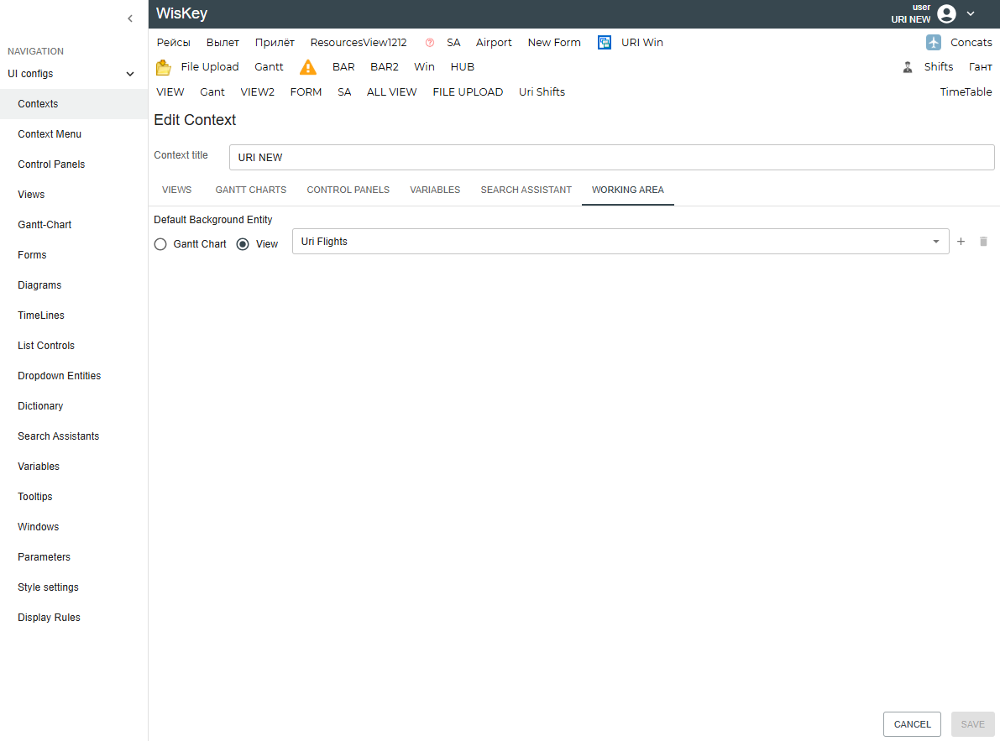 WisKey
user
URI NEW
NAVIGATION
UI configs
Contexts
Context Menu
Control Panels
Views
Gantt-Chart
Forms
Diagrams
TimeLines
List Controls
Dropdown Entities
Dictionary
Search Assistants
Variables
Tooltips
Windows
Parameters
Style settings
Display Rules
Рейсы Вылет Прилёт ResourcesView1212 SA Airport New Form URI Win Concats
File Upload Gantt BAR BAR2 Win HUB Shifts Гант
VIEW Gant VIEW2 FORM SA ALL VIEW FILE UPLOAD Uri Shifts TimeTable
Edit Context
Context title URI NEW
VIEWS GANTT CHARTS CONTROL PANELS VARIABLES SEARCH ASSISTANT WORKING AREA
Default Background Entity
Gantt Chart View Uri Flights
CANCEL SAVE